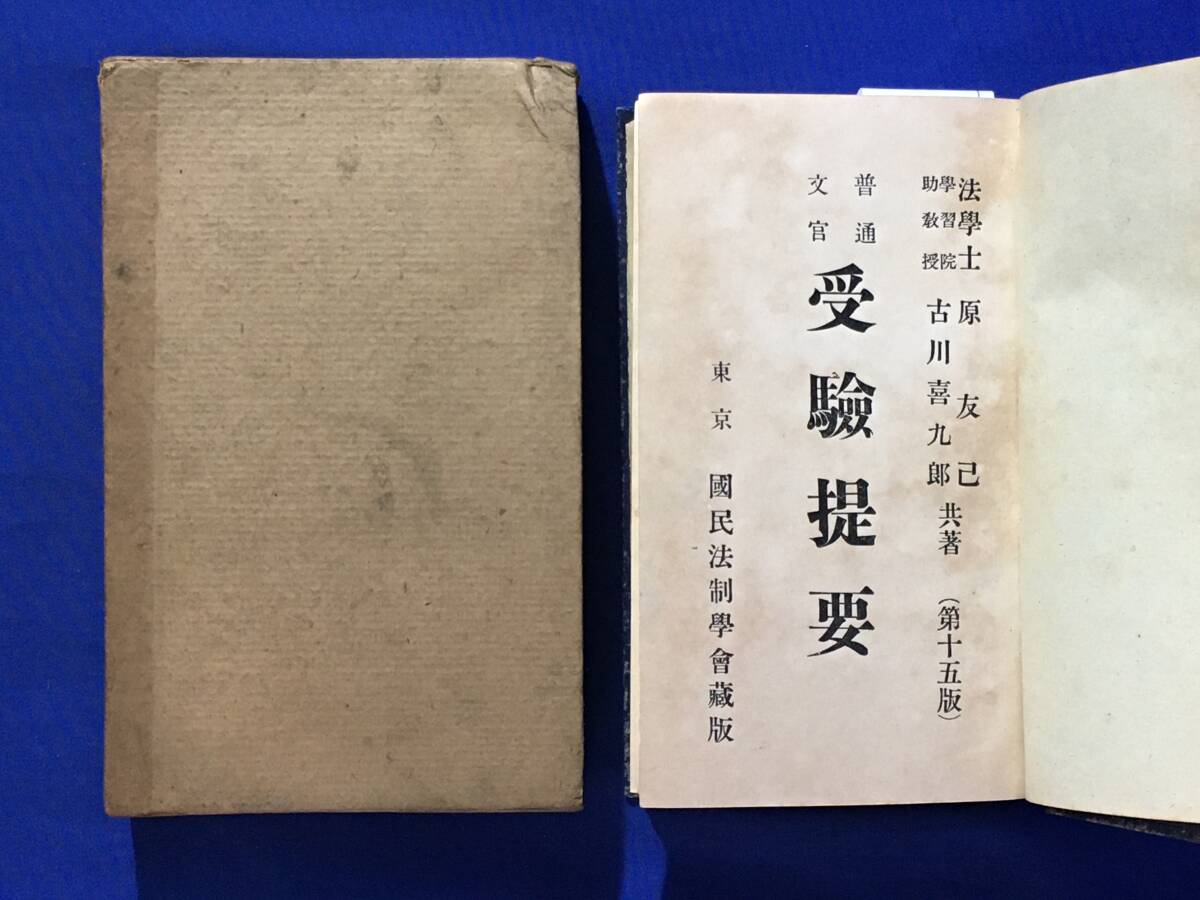 法學士 原友己
學習院助敎授 古川喜九郎 共著 (第十五版)
普通文官 受驗提要
東京 國民法制學會藏版